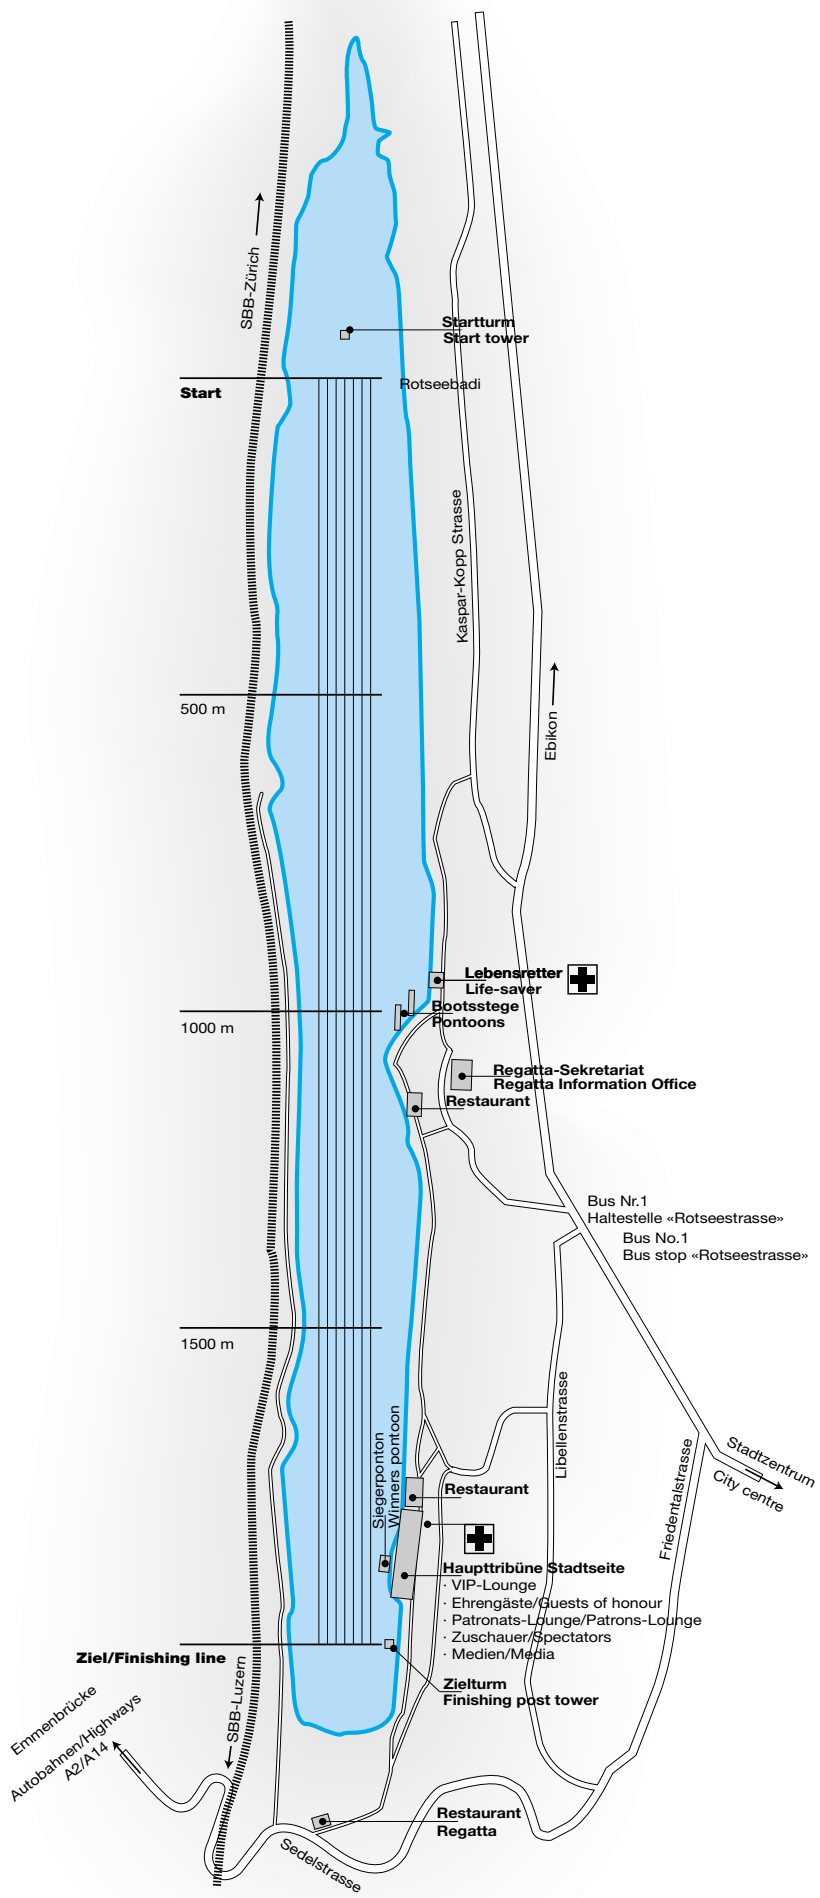 SBB-Zürich
Startturm
Start tower
Rotseebadi
Start
Kaspar-Kopp Strasse
500 m
Ebikon
Lebensretter
Life-saver
Bootsstege
Pontoons
1000 m
Regatta-Sekretariat
Regatta Information Office
Restaurant
Bus Nr.1
Haltestelle «Rotseestrasse»
Bus No.1
Bus stop «Rotseestrasse»
1500 m
Libellenstrasse
Siegerponton
Winners pontoon
Friedentalstrasse
Stadtzentrum
City centre
Restaurant
Haupttribüne Stadtseite
· VIP-Lounge
· Ehrengäste/Guests of honour
· Patronats-Lounge/Patrons-Lounge
· Zuschauer/Spectators
· Medien/Media
Ziel/Finishing line
Zielturm
Finishing post tower
SBB-Luzern
Emmenbrücke
Autobahnen/Highways
A2/A14
Restaurant
Regatta
Sedelstrasse